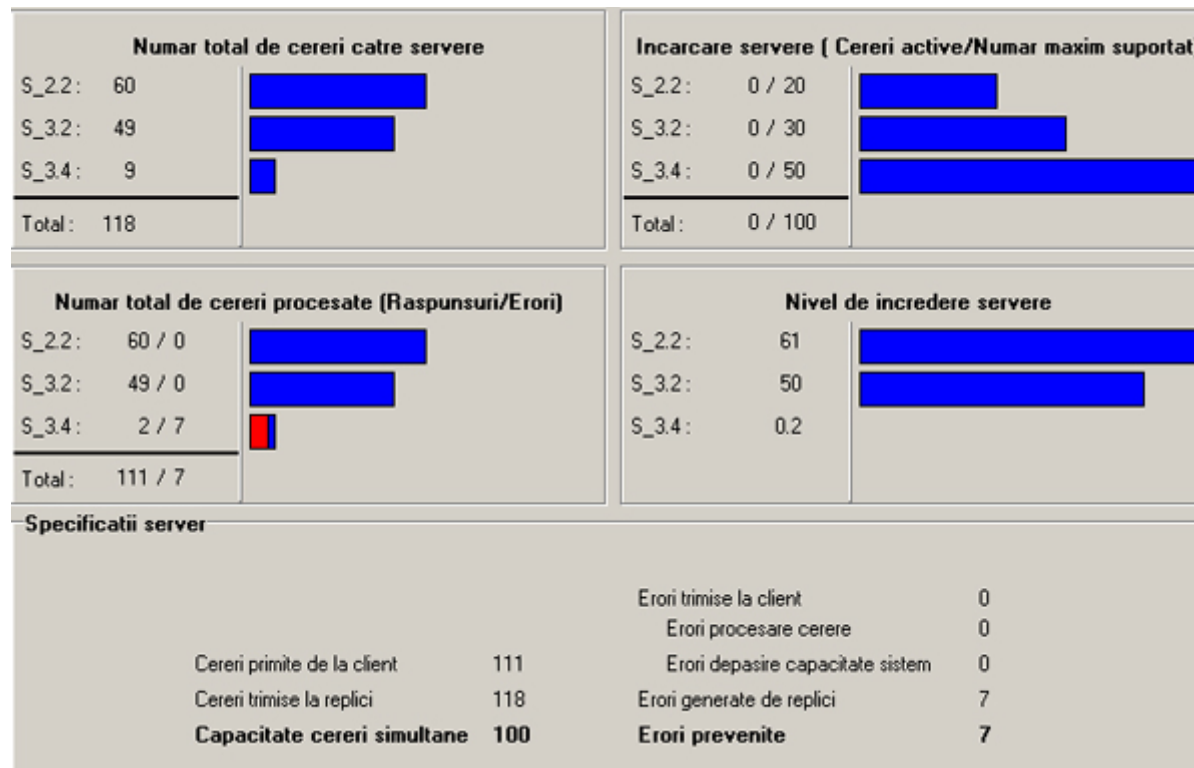 Numar total de cereri catre servere
S_2.2 : 60
S_3.2 : 49
S_3.4 : 9
Total : 118
Incarcare servere ( Cereri active/Numar maxim suportat
S_2.2 : 0 / 20
S_3.2 : 0 / 30
S_3.4 : 0 / 50
Total : 0 / 100
Numar total de cereri procesate (Raspunsuri/Erori)
S_2.2 : 60 / 0
S_3.2 : 49 / 0
S_3.4 : 2 / 7
Total : 111 / 7
Nivel de incredere servere
S_2.2 : 61
S_3.2 : 50
S_3.4 : 0.2
Specificatii server
Cereri primite de la client 111
Cereri trimise la replici 118
Capacitate cereri simultane 100
Erori trimise la client 0
Erori procesare cerere 0
Erori depasire capacitate sistem 0
Erori generate de replici 7
Erori prevenite 7